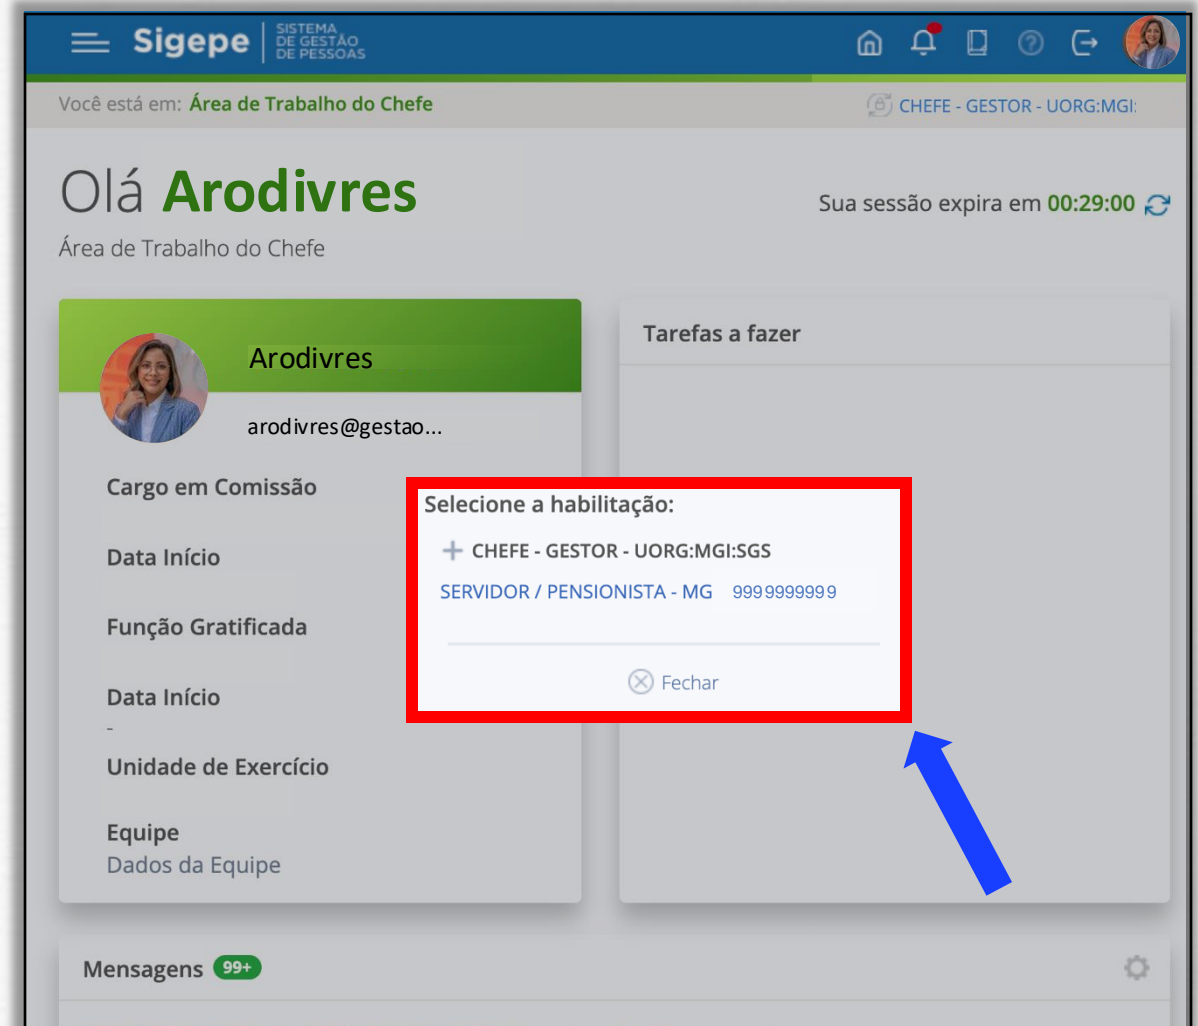 Sigepe
SISTEMA
DE GESTÃO
DE PESSOAS
Você está em: Área de Trabalho do Chefe
CHEFE - GESTOR - UORG:MGI:
Olá Arodivres
Sua sessão expira em 00:29:00
Área de Trabalho do Chefe
Arodivres
arodivres@gestao...
Cargo em Comissão
Data Início
Função Gratificada
Data Início
-
Unidade de Exercício
Equipe
Dados da Equipe
Tarefas a fazer
Selecione a habilitação:
CHEFE - GESTOR - UORG:MGI:SGS
SERVIDOR / PENSIONISTA - MG 9999999999
Fechar
Mensagens 99+